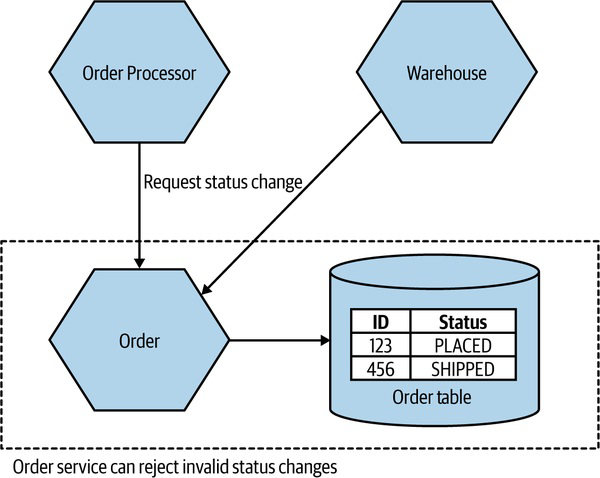 Order Processor
Warehouse
Request status change
Order
ID Status
123 PLACED
456 SHIPPED
Order table
Order service can reject invalid status changes